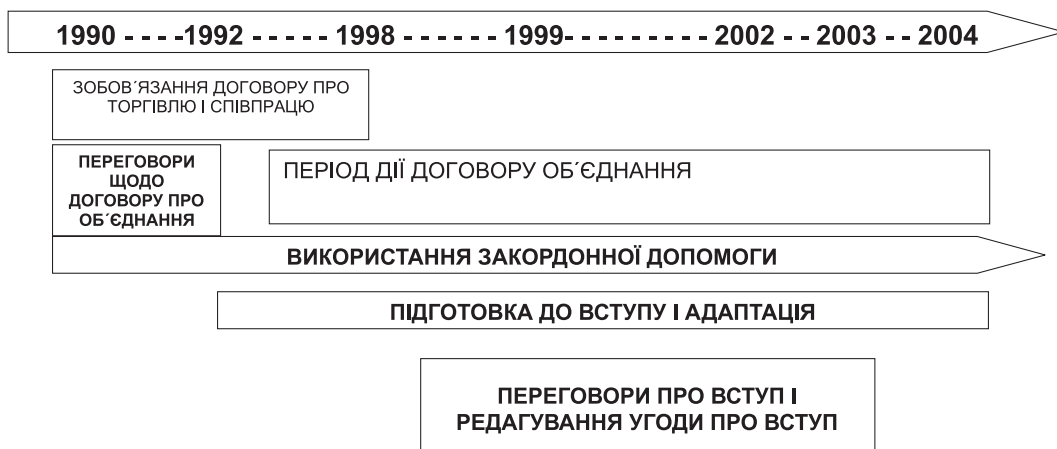 1990 - - - -1992 - - - - - 1998 - - - - - - 1999- - - - - - - - - 2002 - - 2003 - - 2004
ЗОБОВ´ЯЗАННЯ ДОГОВОРУ ПРО
ТОРГІВЛЮ І СПІВПРАЦЮ
ПЕРЕГОВОРИ
ЩОДО
ДОГОВОРУ ПРО
ОБ´ЄДНАННЯ
ПЕРІОД ДІЇ ДОГОВОРУ ОБ´ЄДНАННЯ
ВИКОРИСТАННЯ ЗАКОРДОННОЇ ДОПОМОГИ
ПІДГОТОВКА ДО ВСТУПУ І АДАПТАЦІЯ
ПЕРЕГОВОРИ ПРО ВСТУП І
РЕДАГУВАННЯ УГОДИ ПРО ВСТУП